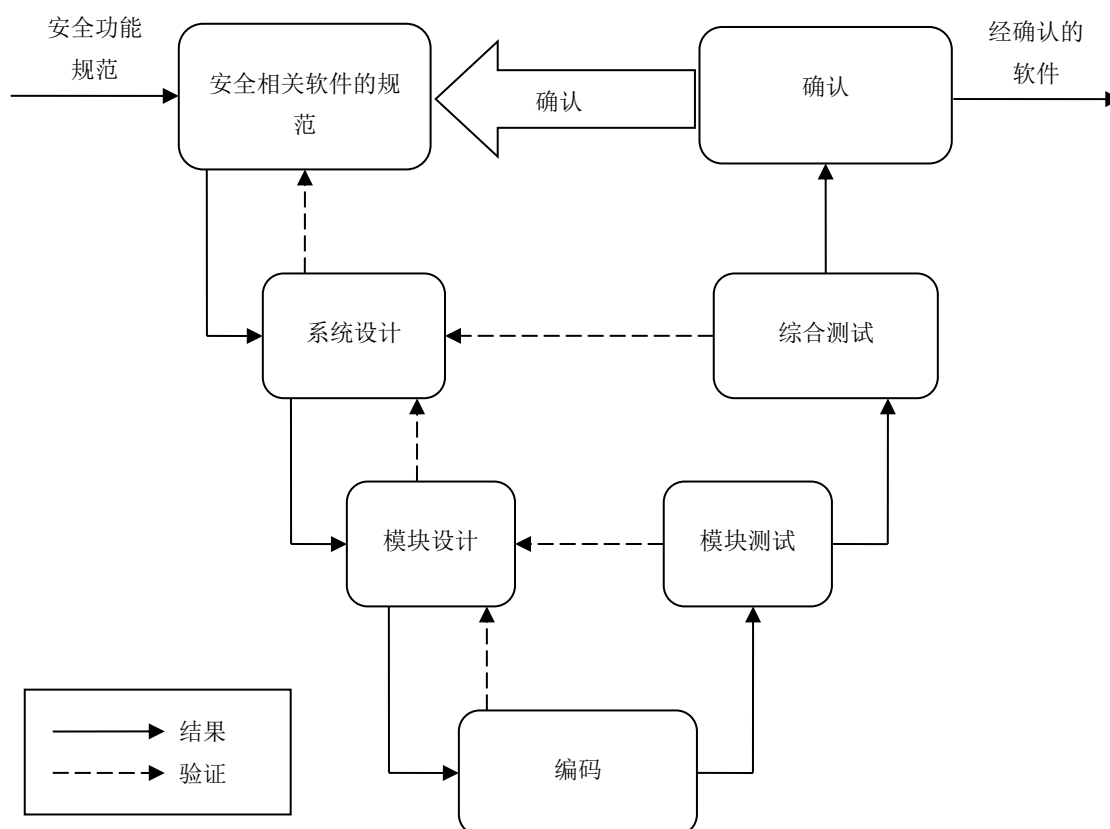 安全功能
规范
安全相关软件的规
范
确认
确认
经确认的
软件
系统设计
综合测试
模块设计
模块测试
编码
结果
验证